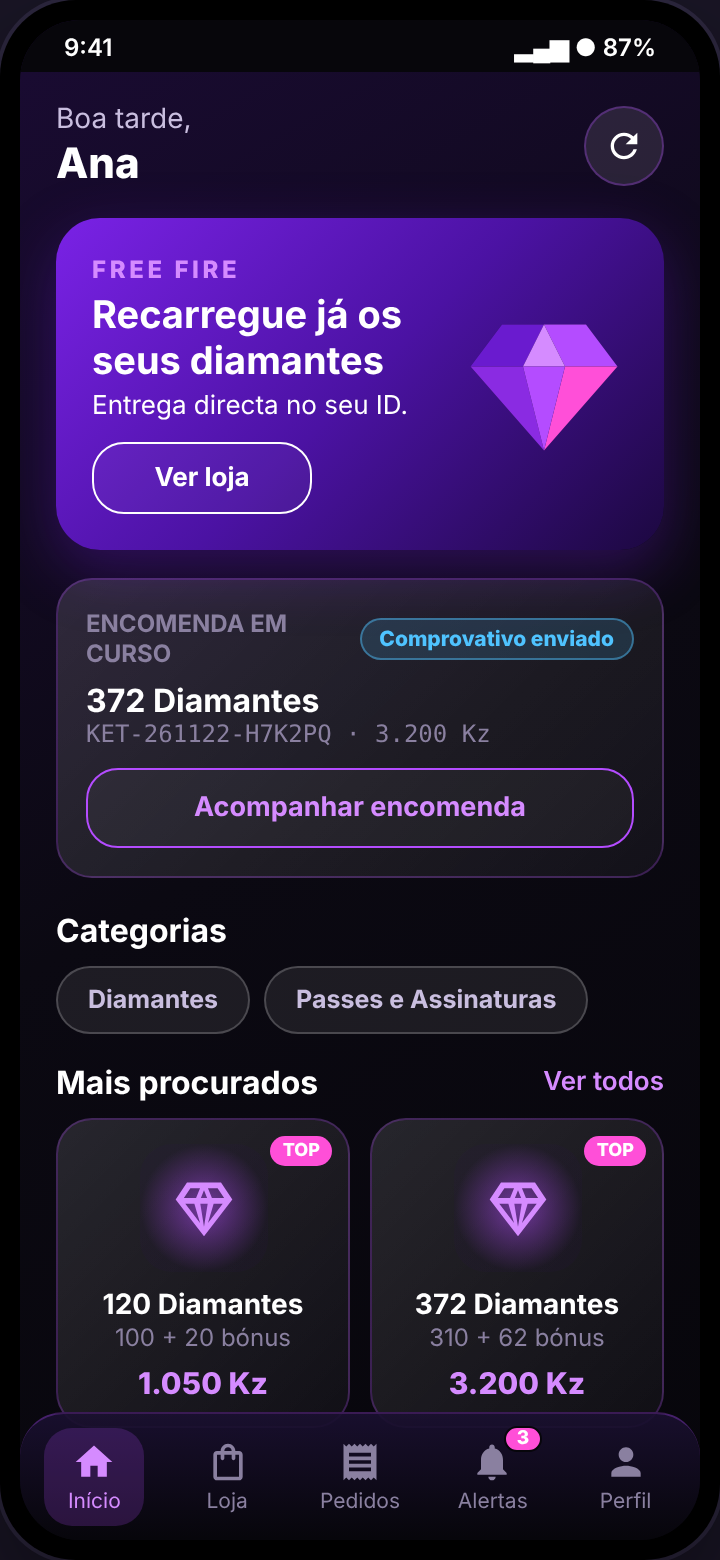 9:41
87%
Boa tarde,
Ana
FREE FIRE
Recarregue já os
seus diamantes
Entrega directa no seu ID.
Ver loja
ENCOMENDA EM
CURSO
Comprovativo enviado
372 Diamantes
KET-261122-H7K2PQ · 3.200 Kz
Acompanhar encomenda
Categorias
Diamantes
Passes e Assinaturas
Mais procurados
Ver todos
TOP
120 Diamantes
100 + 20 bónus
1.050 Kz
TOP
372 Diamantes
310 + 62 bónus
3.200 Kz
Início
Loja
Pedidos
3
Alertas
Perfil